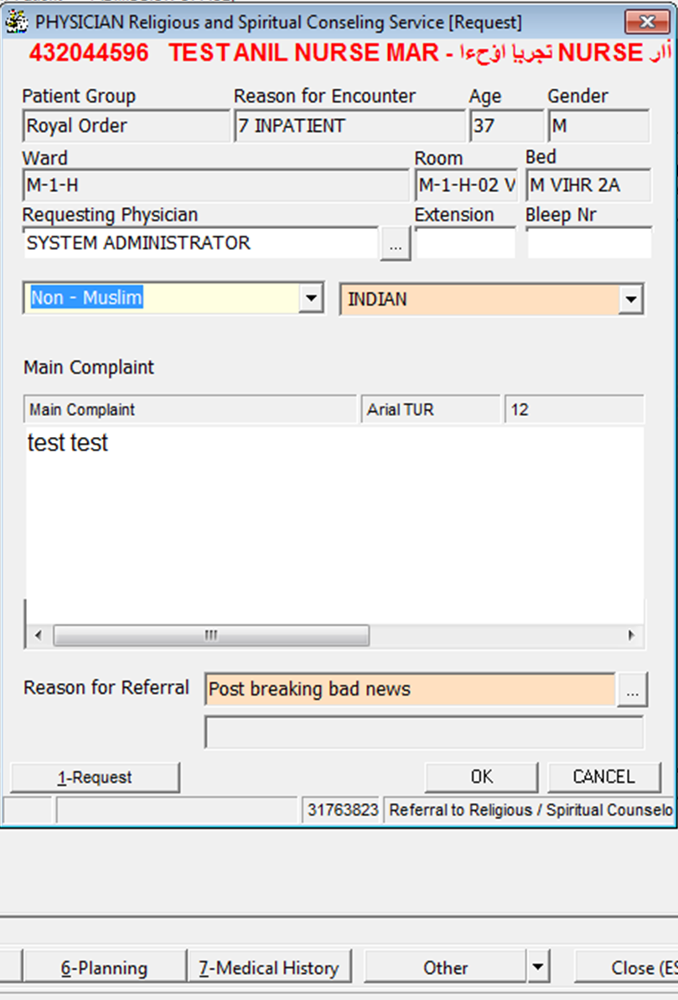 PHYSICIAN Religious and Spiritual Conseling Service [Request]
432044596 TEST ANIL NURSE MAR - تجريبا NURSE
Patient Group Reason for Encounter Age Gender
Royal Order 7 INPATIENT 37 M
Ward Room Bed
M-1-H M-1-H-02 V M VIHR 2A
Requesting Physician Extension Bleep Nr
SYSTEM ADMINISTRATOR ...
Non - Muslim INDIAN
Main Complaint
Main Complaint Arial TUR 12
test test
Reason for Referral Post breaking bad news ...
1-Request OK CANCEL
31763823 Referral to Religious / Spiritual Counselo
6-Planning 7-Medical History Other Close (ES